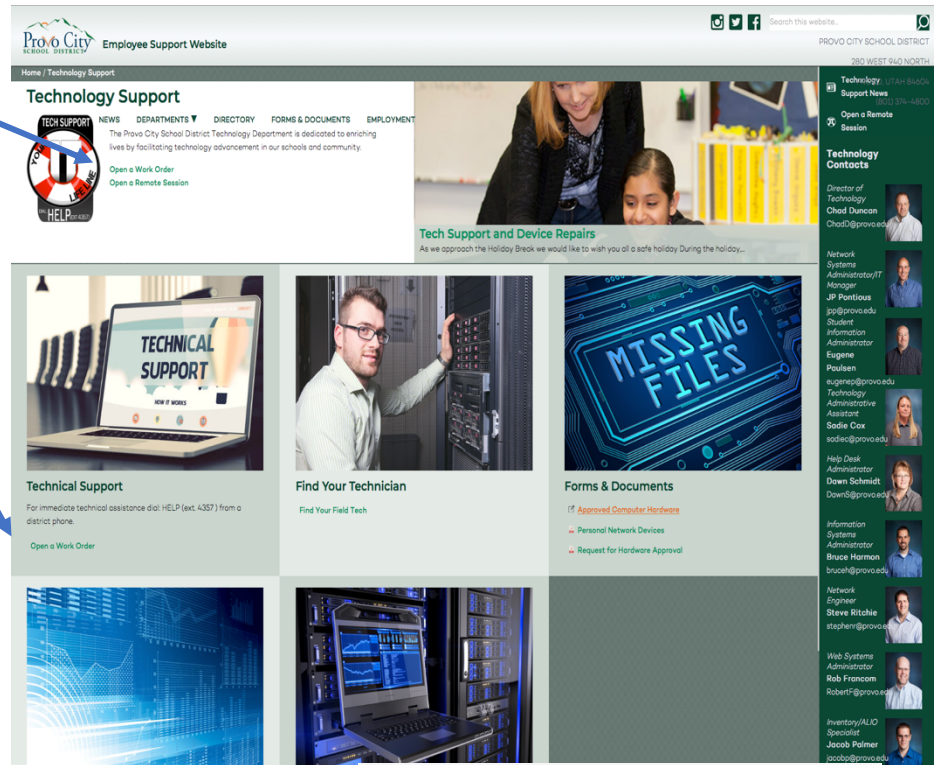 Provo City
SCHOOL DISTRICT
Employee Support Website
Search this website..
PROVO CITY SCHOOL DISTRICT
280 WEST 940 NORTH
UTAH 84604
(801) 374-4800
Home / Technology Support
Technology Support
NEWS DEPARTMENTS ▼ DIRECTORY FORMS & DOCUMENTS EMPLOYMENT
TECH SUPPORT
YOUR
LIFE LINE
DIAL HELP (ext 4357)
The Provo City School District Technology Department is dedicated to enriching
lives by facilitating technology advancement in our schools and community.
Open a Work Order
Open a Remote Session
Tech Support and Device Repairs
As we approach the Holiday Break we would like to wish you all a safe holiday During the holiday,...
TECHNICAL
SUPPORT
HOW IT WORKS
Technical Support
For immediate technical assistance dial: HELP (ext. 4357 ) from a
district phone.
Open a Work Order
Find Your Technician
Find Your Field Tech
MISSING
FILES
Forms & Documents
Approved Computer Hardware
Personal Network Devices
Request for Hardware Approval
Technology
Support News
Open a Remote
Session
Technology
Contacts
Director of
Technology
Chad Duncan
ChadD@provo.edu
Network
Systems
Administrator/IT
Manager
JP Pontious
jpp@provo.edu
Student
Information
Administrator
Eugene
Paulsen
eugenep@provo.edu
Technology
Administrative
Assistant
Sadie Cox
sadiec@provo.edu
Help Desk
Administrator
Dawn Schmidt
DawnS@provo.edu
Information
Systems
Administrator
Bruce Harmon
bruceh@provo.edu
Network
Engineer
Steve Ritchie
stephenr@provo.edu
Web Systems
Administrator
Rob Francom
RobertF@provo.edu
Inventory/ALIO
Specialist
Jacob Palmer
jacobp@provo.edu